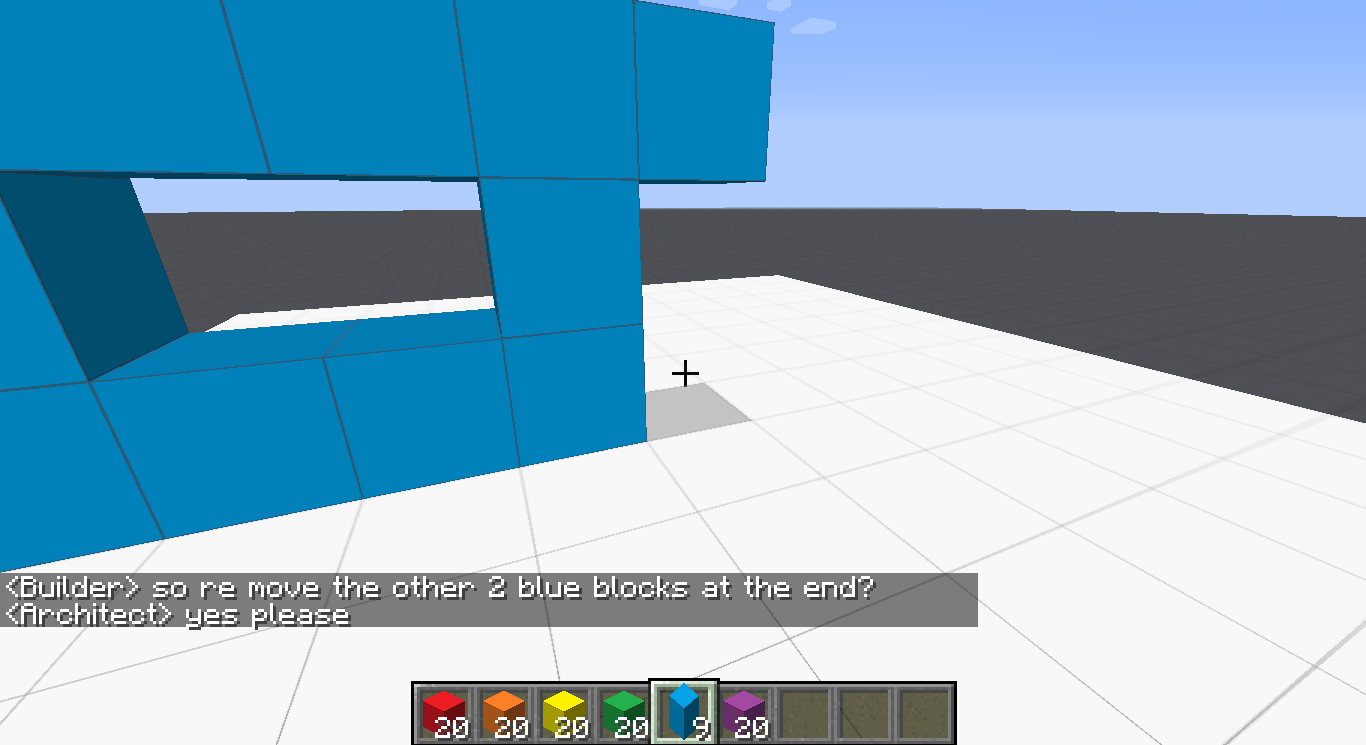 <Builder> so re move the other 2 blue blocks at the end?
<Architect> yes please
20 20 20 20 9 20